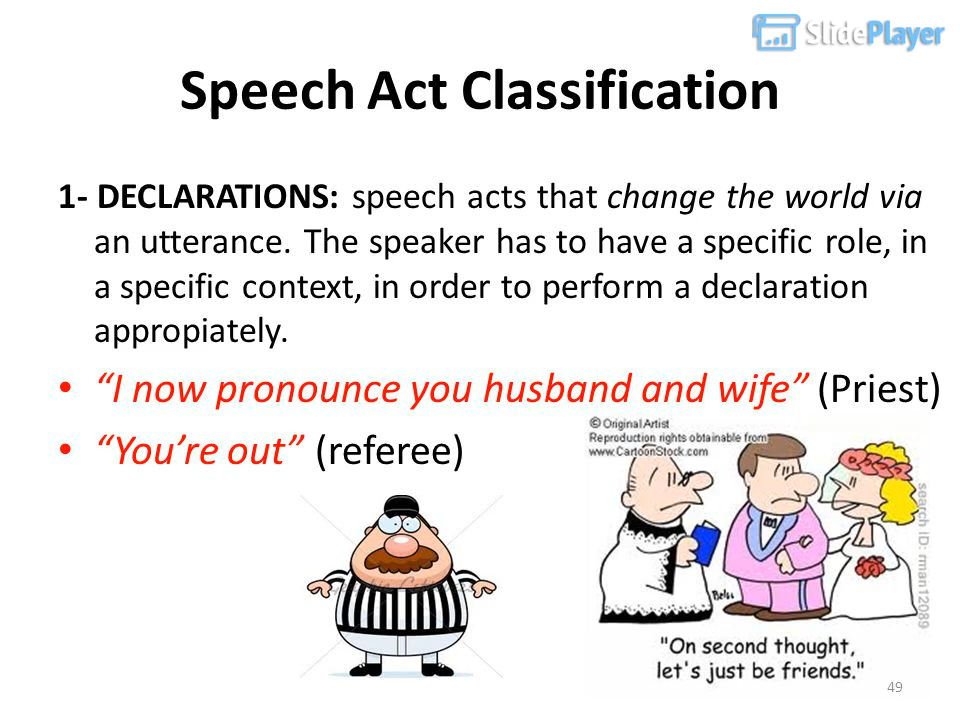 SlidePlayer
Speech Act Classification
1- DECLARATIONS: speech acts that change the world via
an utterance. The speaker has to have a specific role, in
a specific context, in order to perform a declaration
appropiately.
• “I now pronounce you husband and wife” (Priest)
• “You’re out” (referee)
© Original Artist
Reproduction rights obtainable from
www.CartoonStock.com
search ID: rman12089
"On second thought,
let's just be friends."
49